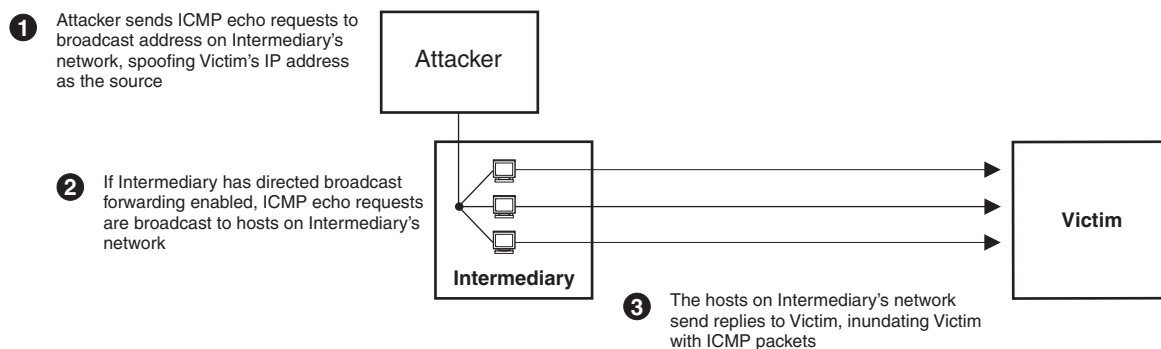 1
Attacker sends ICMP echo requests to
broadcast address on Intermediary's
network, spoofing Victim's IP address
as the source
Attacker
2
If Intermediary has directed broadcast
forwarding enabled, ICMP echo requests
are broadcast to hosts on Intermediary's
network
Intermediary
Victim
3
The hosts on Intermediary's network
send replies to Victim, inundating Victim
with ICMP packets